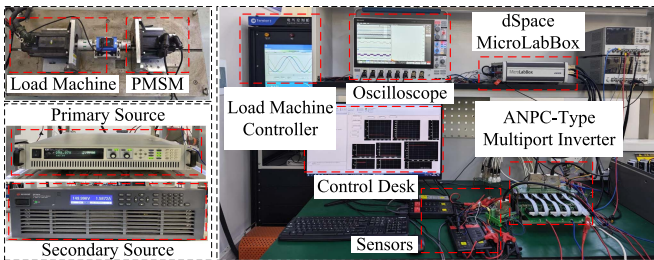 Load Machine
PMSM
Primary Source
Secondary Source
Load Machine
Controller
Oscilloscope
dSpace
MicroLabBox
MicroLabBox
ANPC-Type
Multiport Inverter
Control Desk
Sensors